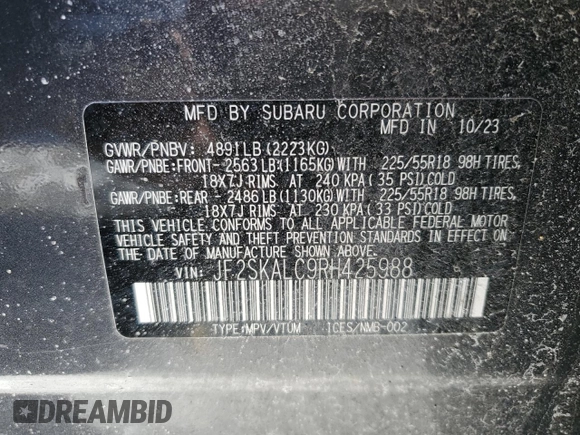 MFD BY SUBARU CORPORATION
MFD IN 10/23
GVWR/PNBV: 4891LB(2223KG)
GAWR/PNBE:FRONT-2563LB(1165KG)WITH 225/55R18 98H TIRES,
18X7J RIMS AT 240 KPA(35 PSI)COLD
GAWR/PNBE:REAR -2486LB(1130KG)WITH 225/55R18 98H TIRES,
18X7J RIMS AT 230 KPA(33 PSI)COLD
THIS VEHICLE CONFORMS TO ALL APPLICABLE FEDERAL MOTOR
VEHICLE SAFETY AND THEFT PREVENTION STANDARDS IN EFFECT ON
THE DATE OF MANUFACTURE SHOWN ABOVE.
VIN: JF2SKALC9RH425988
TYPE:MPV/VTUM ICES/NMB-002
DREAMBID